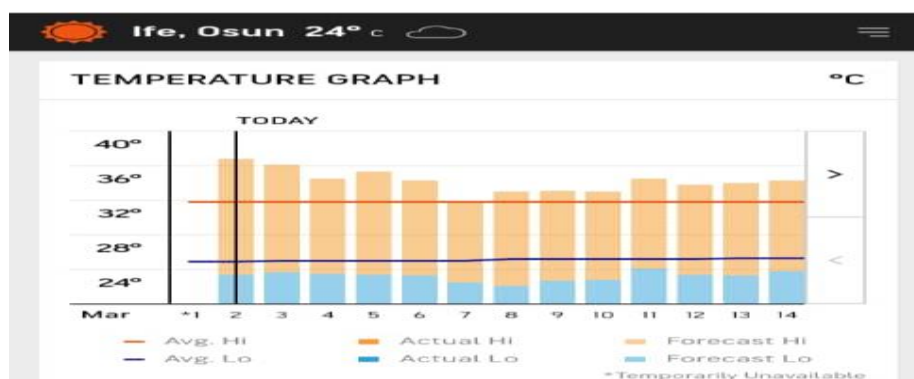 Ife, Osun 24° c
TEMPERATURE GRAPH °C
TODAY
40°
36° >
32°
28° <
24°
Mar *1 2 3 4 5 6 7 8 9 10 11 12 13 14
Avg. Hi Actual Hi Forecast Hi
Avg. Lo Actual Lo Forecast Lo
*Temporarily Unavailable